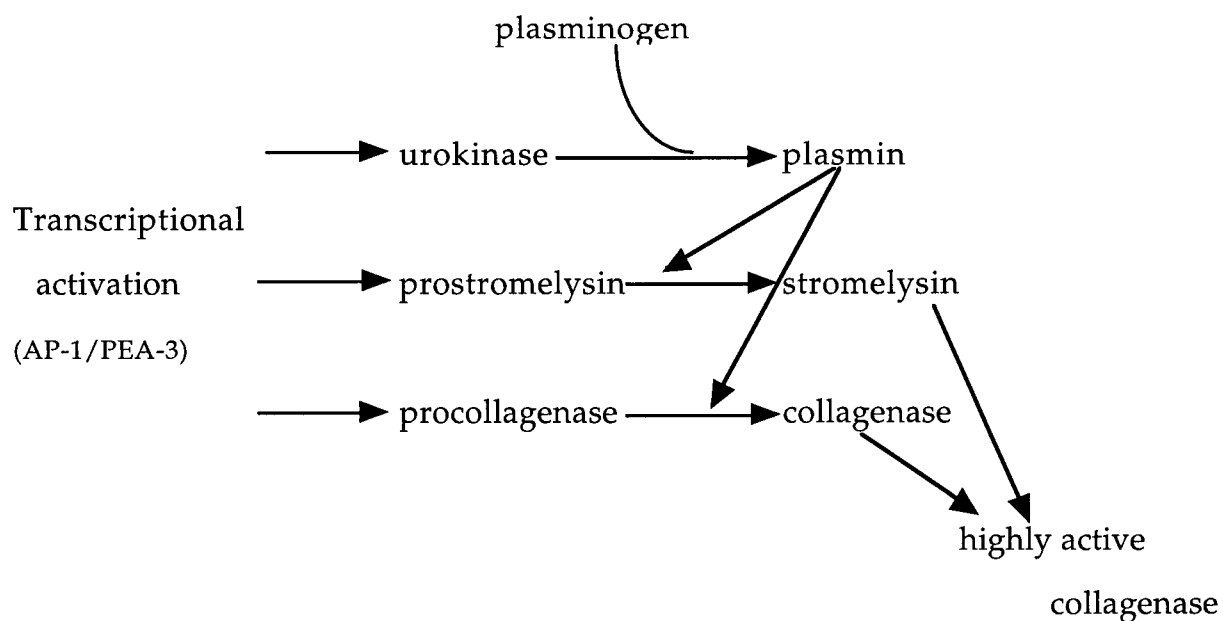 plasminogen
urokinase plasmin
Transcriptional
activation prostromelysin stromelysin
(AP-1/PEA-3)
procollagenase collagenase
highly active
collagenase